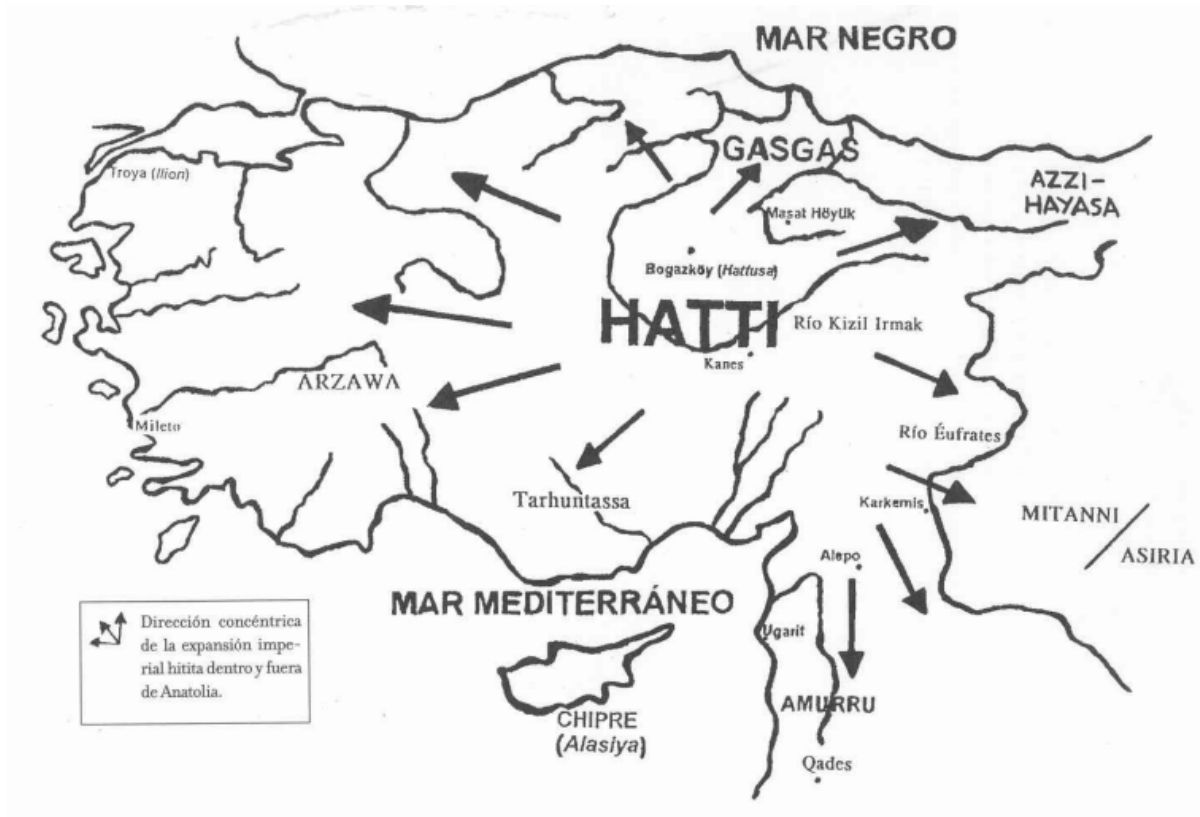 MAR NEGRO
GASGAS
Troya (Ilion)
AZZI-
HAYASA
Masat Höyük
Bogazköy (Hattusa)
HATTI
Río Kizil Irmak
Kanes
ARZAWA
Mileto
Río Éufrates
Tarhuntassa
Karkemis
MITANNI
ASIRIA
Alepo
MAR MEDITERRÁNEO
Ugarit
Dirección concéntrica
de la expansión impe-
rial hitita dentro y fuera
de Anatolia.
AMURRU
CHIPRE
(Alasiya)
Qades